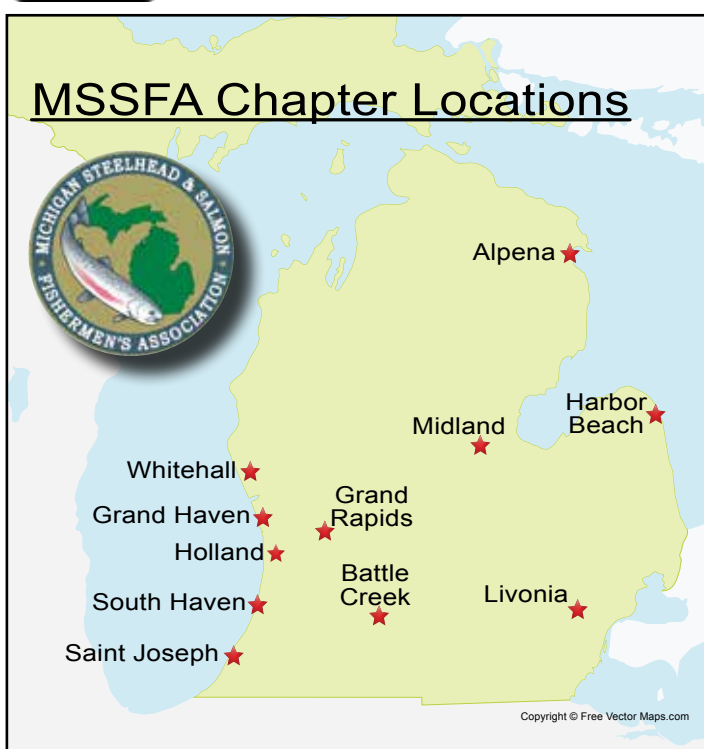 MSSFA Chapter Locations
MICHIGAN STEELHEAD & SALMON
FISHERMEN'S ASSOCIATION
Alpena
Harbor
Beach
Midland
Whitehall
Grand
Rapids
Grand Haven
Holland
Battle
Creek
South Haven
Livonia
Saint Joseph
Copyright © Free Vector Maps.com